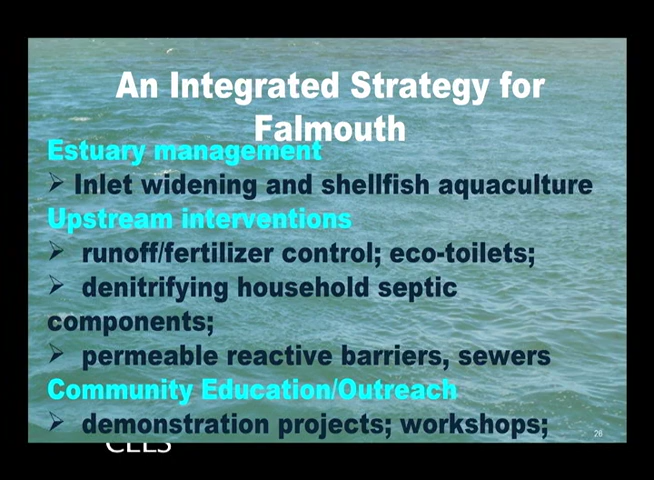 An Integrated Strategy for
Falmouth
Estuary management
➢ Inlet widening and shellfish aquaculture
Upstream interventions
➢ runoff/fertilizer control; eco-toilets;
➢ denitrifying household septic
components;
➢ permeable reactive barriers, sewers
Community Education/Outreach
➢ demonstration projects; workshops;
26